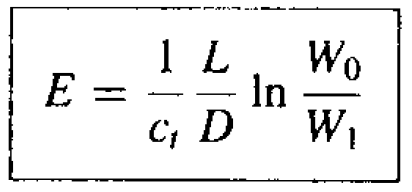 E = \frac{1}{c_t} \frac{L}{D} \ln \frac{W_0}{W_1}